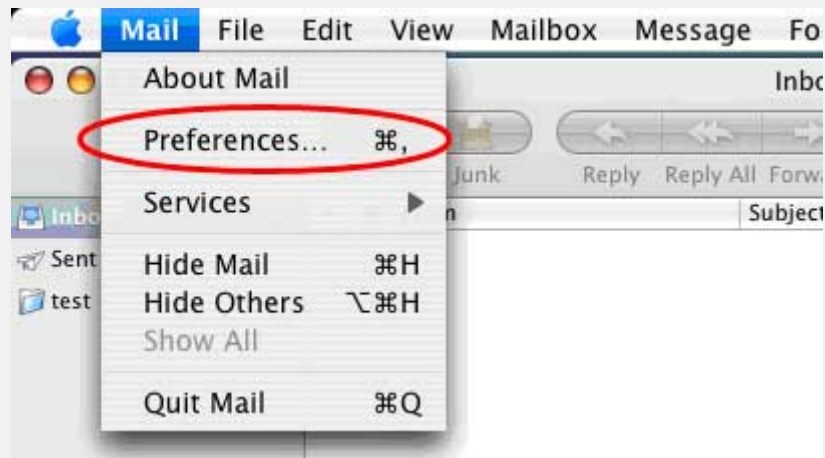 Mail File Edit View Mailbox Message Fo
About Mail Inbo
Preferences... ⌘,
Junk Reply Reply All Forw
Services ▶
Inbo Subject
Sent
Hide Mail ⌘H
test Hide Others ⌥⌘H
Show All
Quit Mail ⌘Q